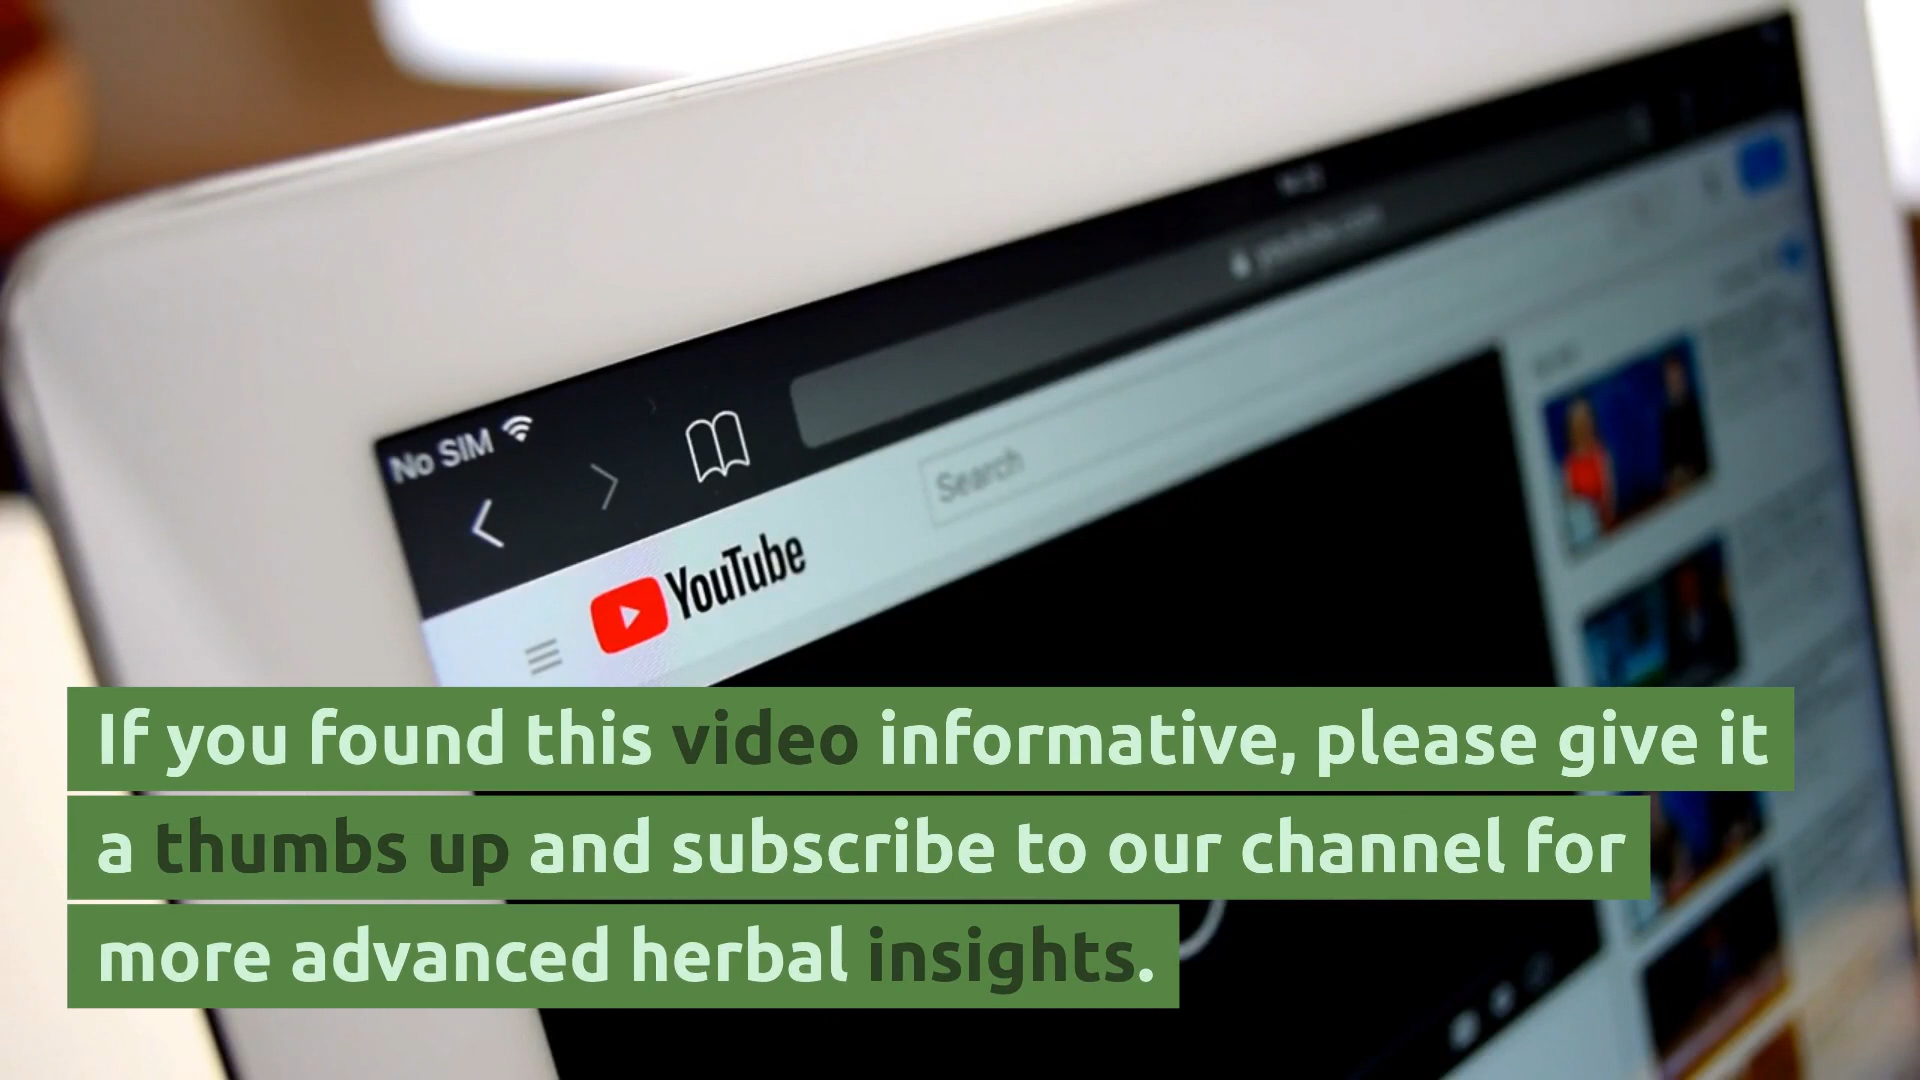 No SIM
Search
YouTube
If you found this video informative, please give it
a thumbs up and subscribe to our channel for
more advanced herbal insights.